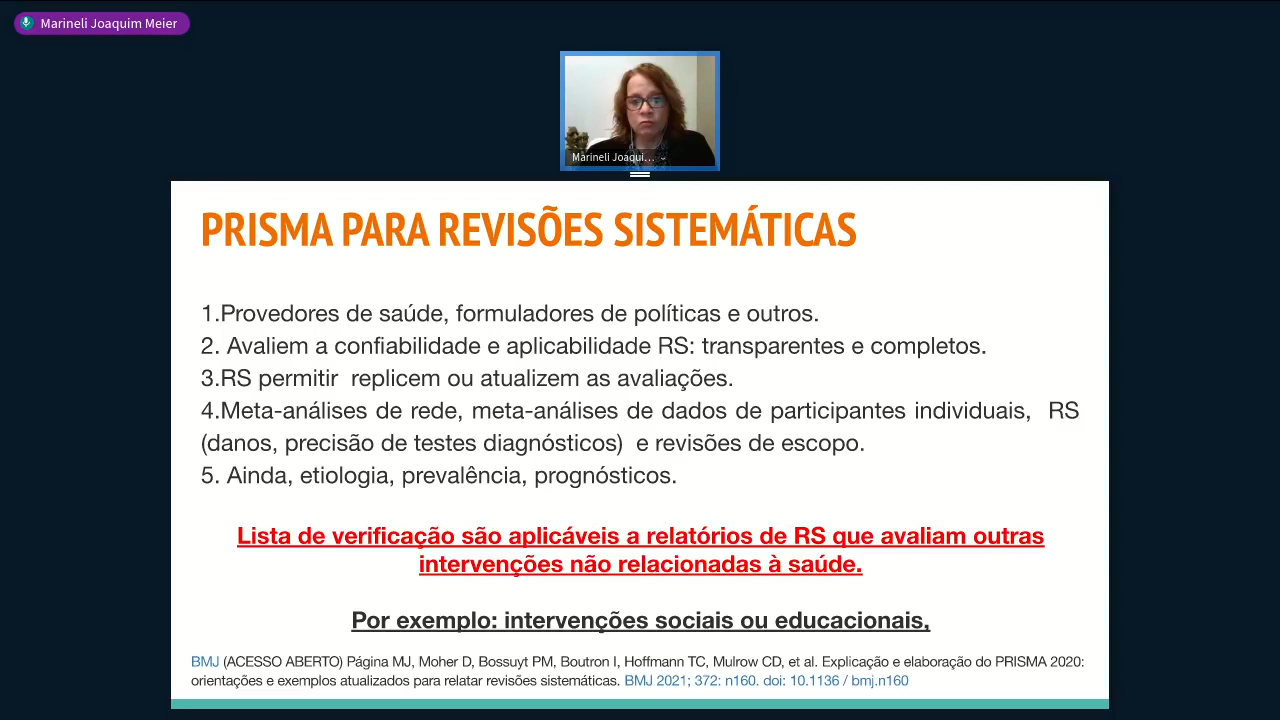 Marineli Joaquim Meier
Marineli Joaqui...
PRISMA PARA REVISÕES SISTEMÁTICAS
1.Provedores de saúde, formuladores de políticas e outros.
2. Avaliem a confiabilidade e aplicabilidade RS: transparentes e completos.
3.RS permitir  replicem ou atualizem as avaliações.
4.Meta-análises de rede, meta-análises de dados de participantes individuais,  RS
(danos, precisão de testes diagnósticos)  e revisões de escopo.
5. Ainda, etiologia, prevalência, prognósticos.
Lista de verificação são aplicáveis a relatórios de RS que avaliam outras
intervenções não relacionadas à saúde.
Por exemplo: intervenções sociais ou educacionais,
BMJ (ACESSO ABERTO) Página MJ, Moher D, Bossuyt PM, Boutron I, Hoffmann TC, Mulrow CD, et al. Explicação e elaboração do PRISMA 2020:
orientações e exemplos atualizados para relatar revisões sistemáticas. BMJ 2021; 372: n160. doi: 10.1136 / bmj.n160